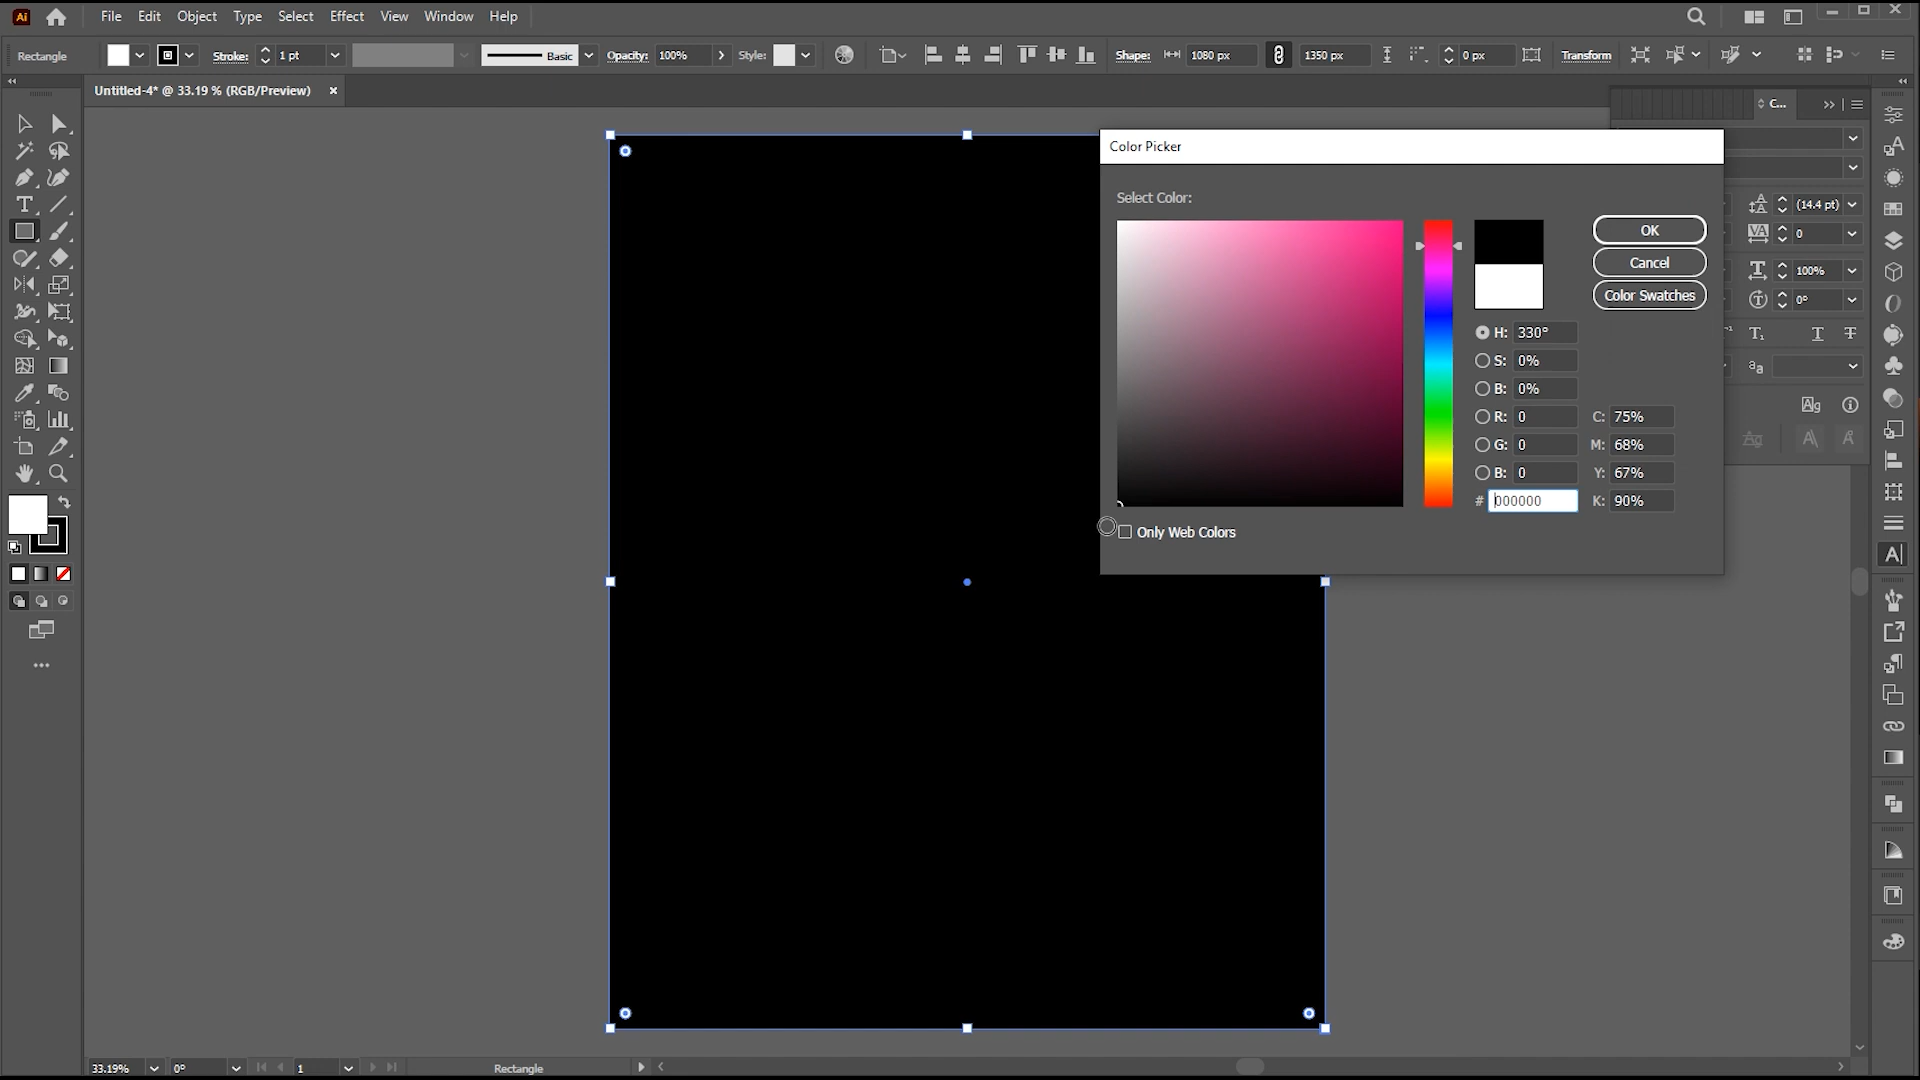 Ai File Edit Object Type Select Effect View Window Help
Rectangle Stroke: 1 pt Basic Opacity: 100% Style: Shape: 1080 px 1350 px 0 px Transform
Untitled-4* @ 33.19 % (RGB/Preview) C...
Color Picker
Select Color:
OK
Cancel
Color Swatches
H: 330°
S: 0%
B: 0%
R: 0 C: 75%
G: 0 M: 68%
B: 0 Y: 67%
# 000000 K: 90%
Only Web Colors
(14.4 pt)
0
100%
0°
33.19% 0° 1 Rectangle